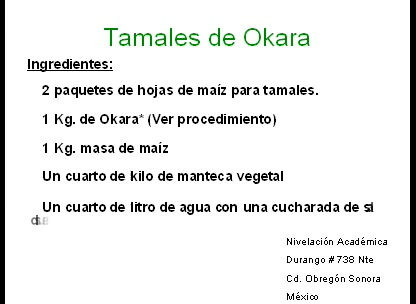 Tamales de Okara
Ingredientes:
2 paquetes de hojas de maíz para tamales.
1 Kg. de Okara* (Ver procedimiento)
1 Kg. masa de maíz
Un cuarto de kilo de manteca vegetal
Un cuarto de litro de agua con una cucharada de
Nivelación Académica
Durango # 738 Nte
Cd. Obregón Sonora
México